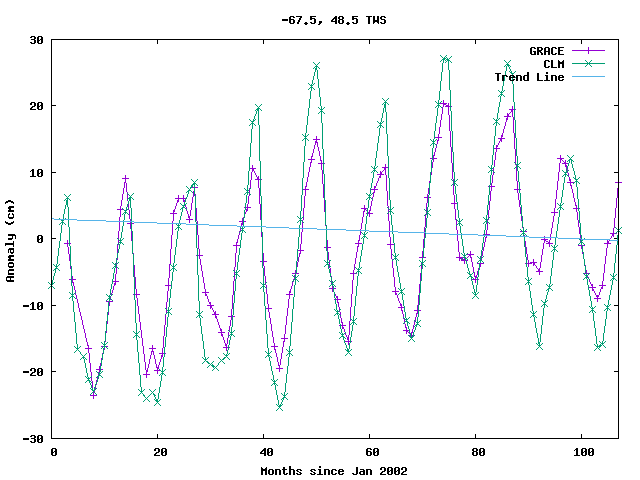 -67.5, 48.5 TWS
GRACE
CLM
Trend Line
Anomaly (cm)
30
20
10
0
-10
-20
-30
0 20 40 60 80 100
Months since Jan 2002